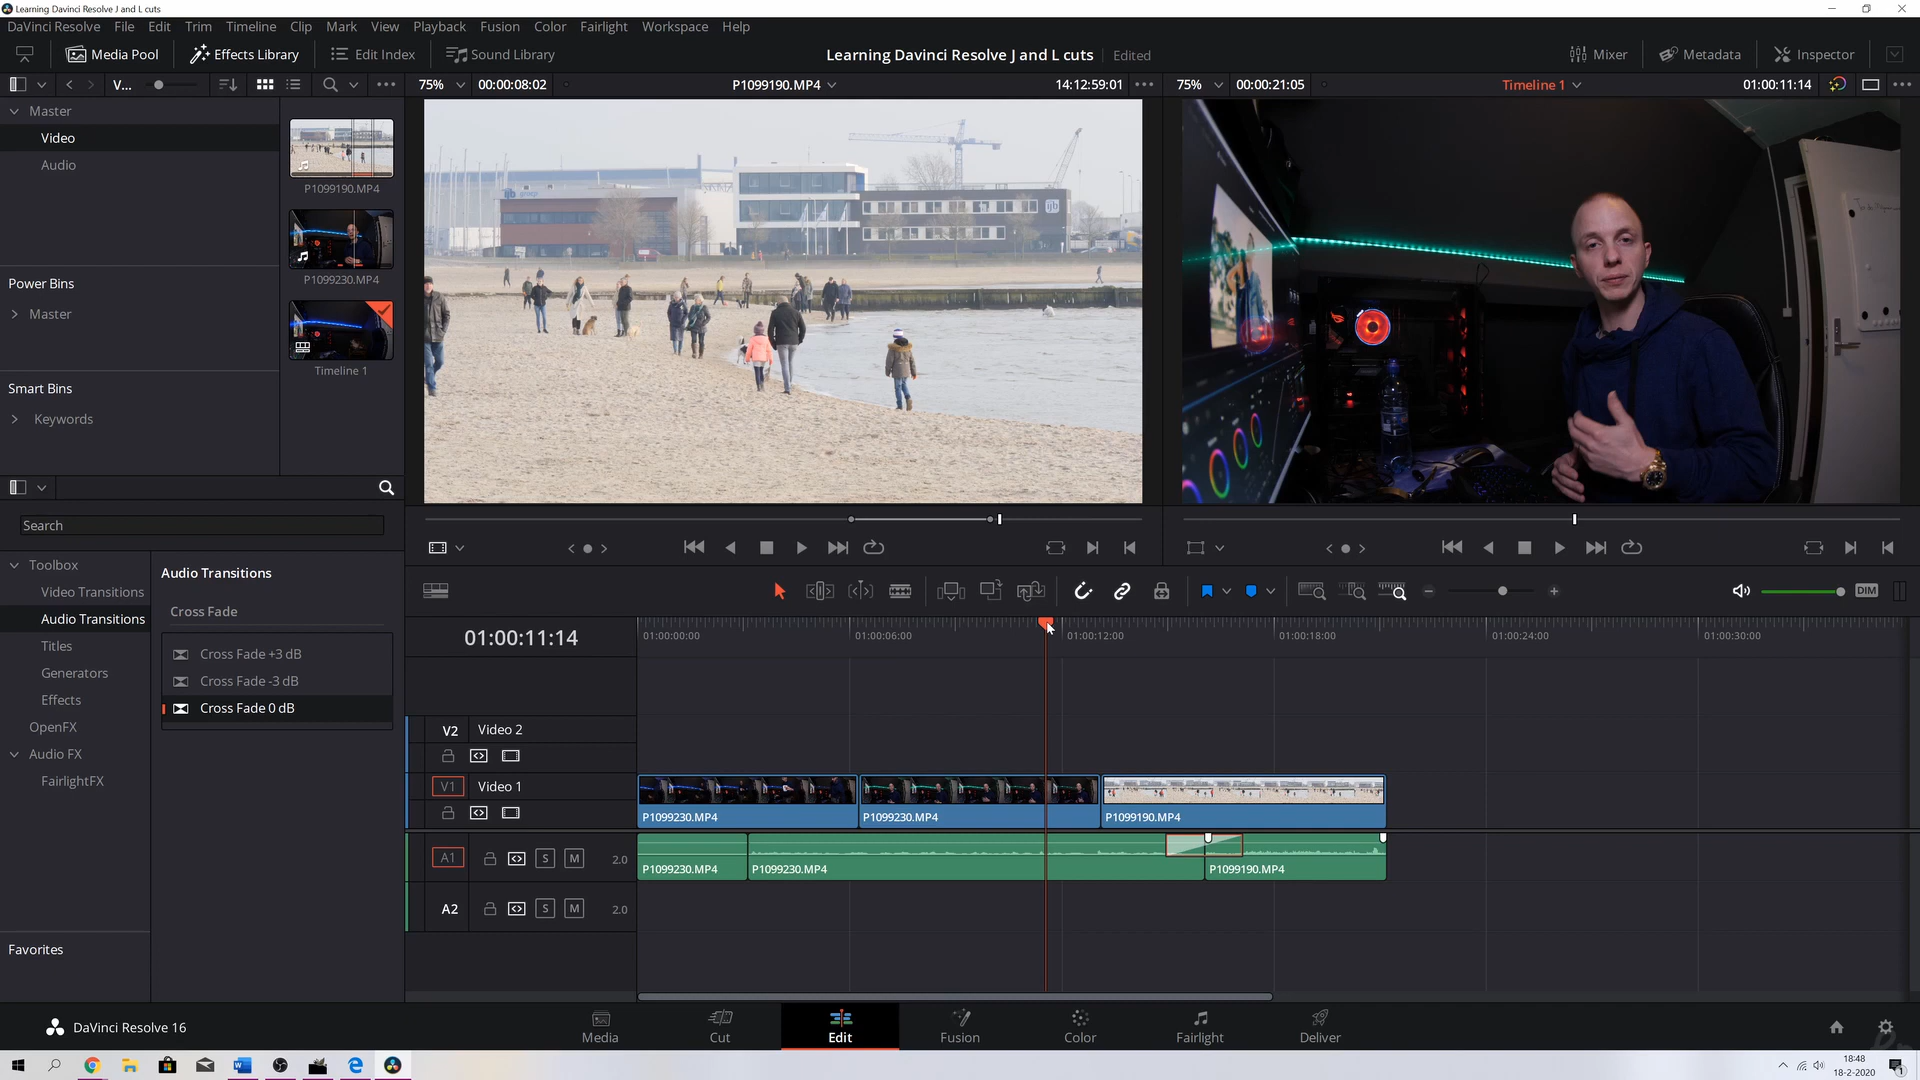 Learning Davinci Resolve J and L cuts
DaVinci Resolve File Edit Trim Timeline Clip Mark View Playback Fusion Color Fairlight Workspace Help
Media Pool Effects Library Edit Index Sound Library Learning Davinci Resolve J and L cuts Edited Mixer Metadata Inspector
V... 75% 00:00:08:02 P1099190.MP4 14:12:59:01 75% 00:00:21:05 Timeline 1 01:00:11:14
Master
Video
Audio
P1099190.MP4
P1099230.MP4
Timeline 1
Power Bins
Master
Smart Bins
Keywords
Search
Toolbox
Video Transitions
Audio Transitions
Titles
Generators
Effects
OpenFX
Audio FX
FairlightFX
Favorites
Audio Transitions
Cross Fade
Cross Fade +3 dB
Cross Fade -3 dB
Cross Fade 0 dB
DIM
01:00:11:14
01:00:00:00 01:00:06:00 01:00:12:00 01:00:18:00 01:00:24:00 01:00:30:00
V2 Video 2
V1 Video 1
P1099230.MP4 P1099230.MP4 P1099190.MP4
A1 S M 2.0
P1099230.MP4 P1099230.MP4 P1099190.MP4
A2 S M 2.0
DaVinci Resolve 16
Media Cut Edit Fusion Color Fairlight Deliver
18:48
18-2-2020